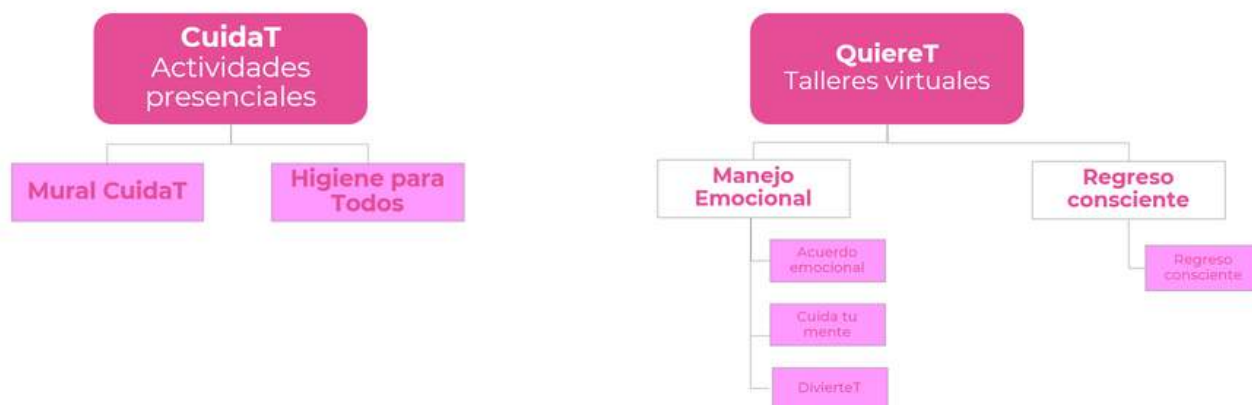 CuidaT
Actividades
presenciales
Mural CuidaT
Higiene para
Todos
QuiereT
Talleres virtuales
Manejo
Emocional
Acuerdo
emocional
Cuida tu
mente
DivierteT
Regreso
consciente
Regreso
consciente